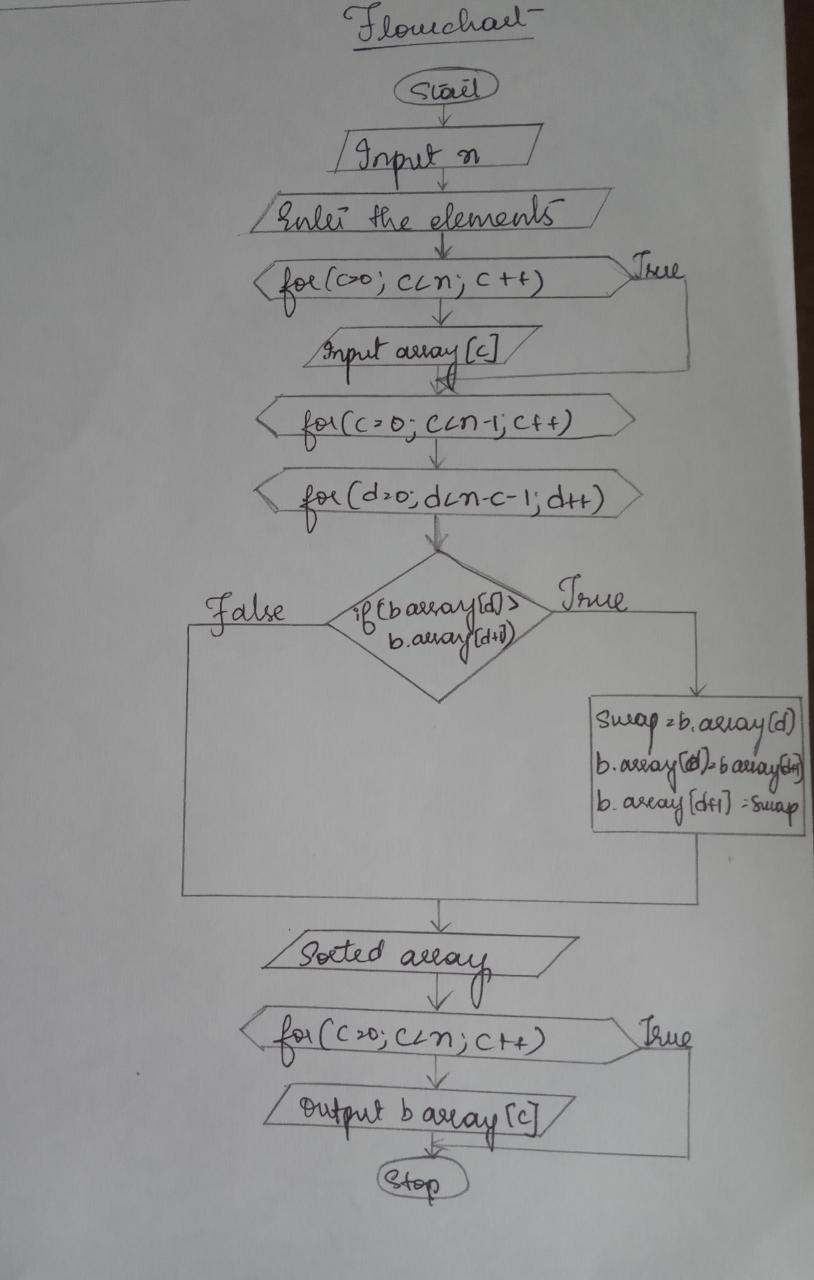 Flowchart
Start
Input n
Enter the elements
for(c=0; c<n; c++)
True
Input array[c]
for(c=0; c<n-1; c++)
for(d=0; d<n-c-1; d++)
False
if(b array[d]>
b.array[d+1])
True
Swap=b.array[d)
b.array[d]=b array[d+1]
b. array[d+1] =Swap
Sorted array
for(c=0; c<n; c++)
True
Output b array[c]
Stop